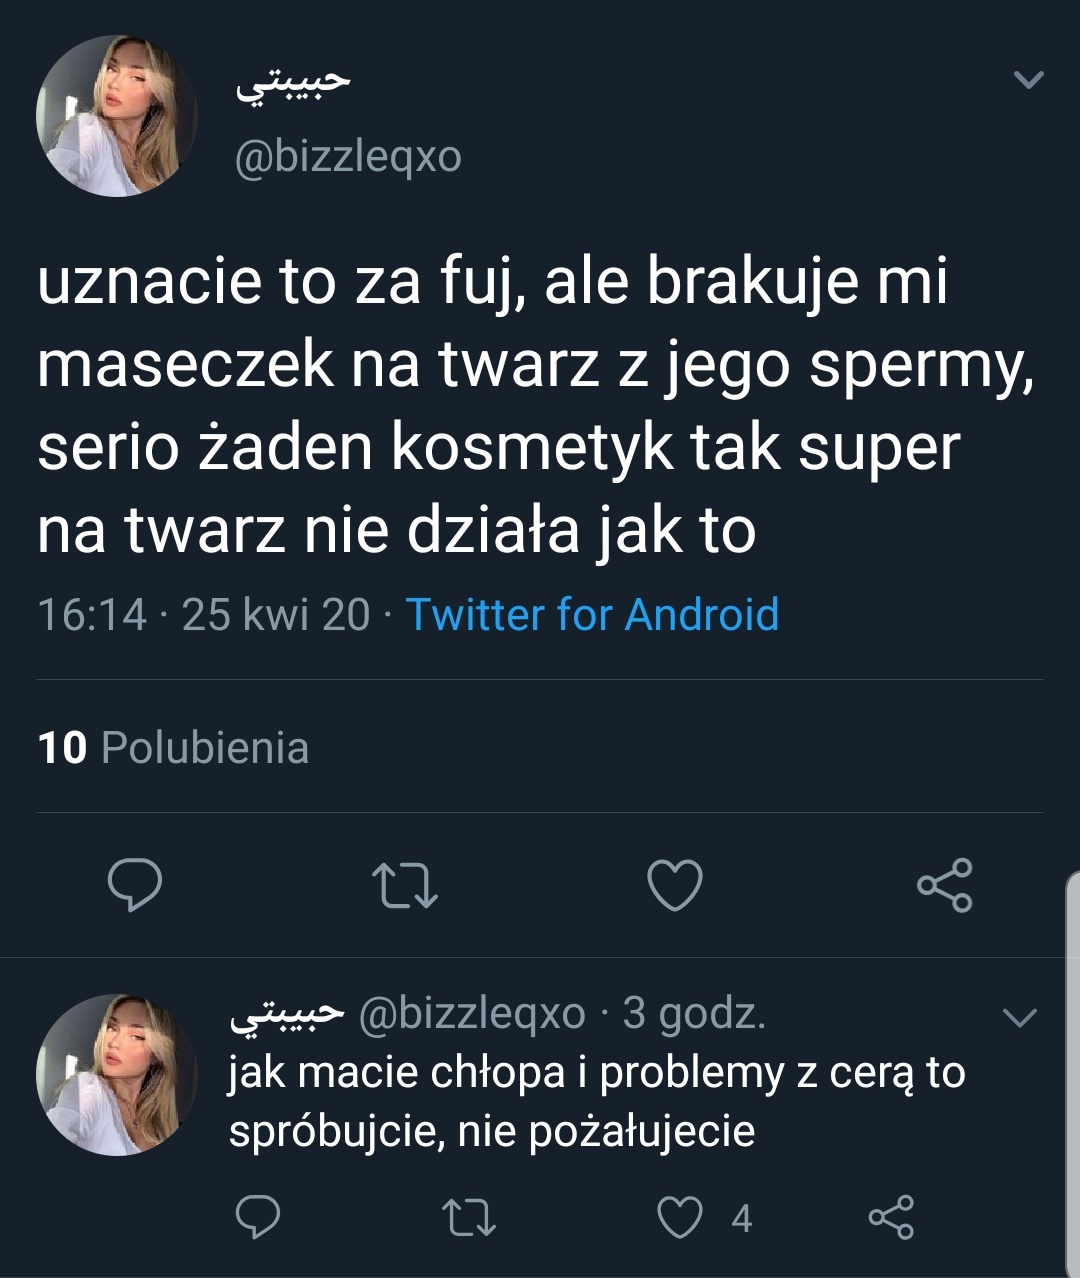 حبيبتي
@bizzleqxo
uznacie to za fuj, ale brakuje mi
maseczek na twarz z jego spermy,
serio żaden kosmetyk tak super
na twarz nie działa jak to
16:14 · 25 kwi 20 · Twitter for Android
10 Polubienia
حبيبتي @bizzleqxo · 3 godz.
jak macie chłopa i problemy z cerą to
spróbujcie, nie pożałujecie
4